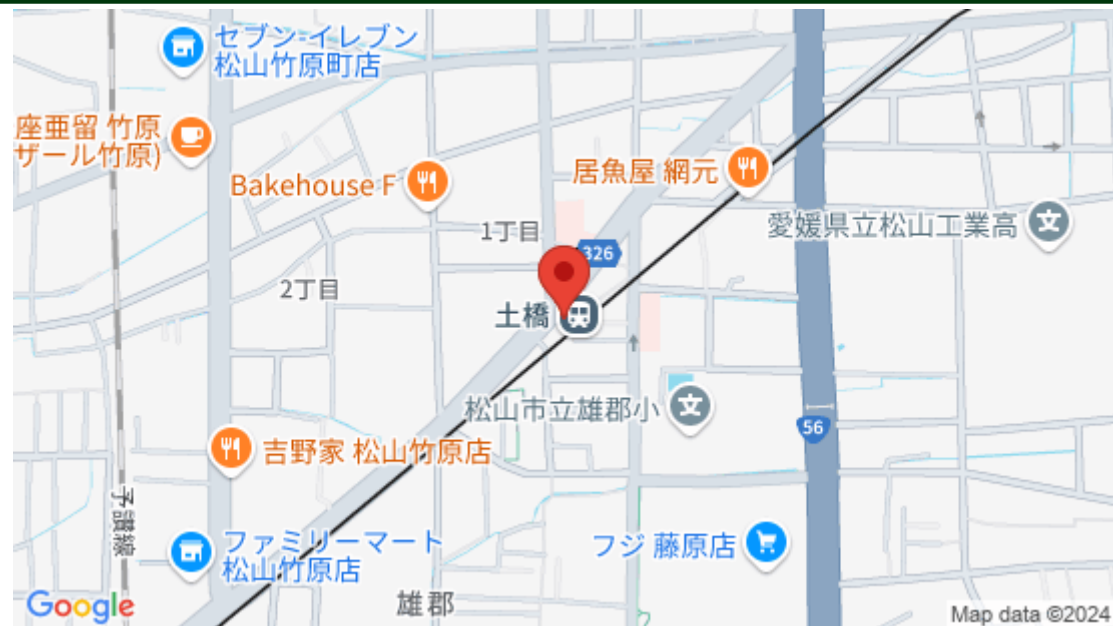 セブン-イレブン
松山竹原町店
座亜留 竹原
ザール竹原)
Bakehouse F
居魚屋 網元
愛媛県立松山工業高
1丁目
326
2丁目
土橋
松山市立雄郡小
56
吉野家 松山竹原店
予讃線
ファミリーマート
松山竹原店
フジ 藤原店
雄郡
Google
Map data ©2024